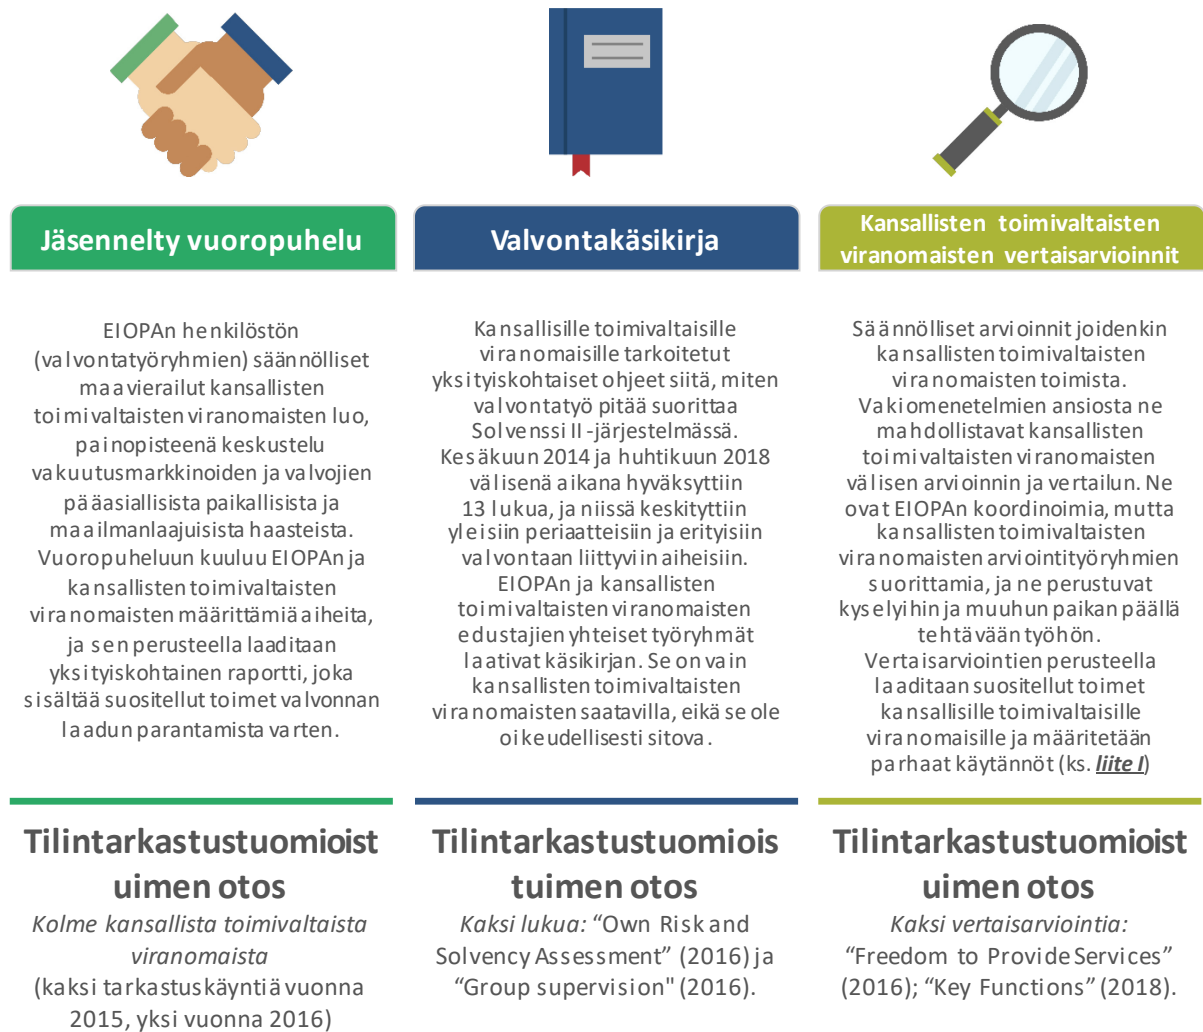 Jäsennelty vuoropuhelu
EIOPAn henkilöstön
(valvontatyöryhmien) säännölliset
maavierailut kansallisten
toimivaltaisten viranomaisten luo,
painopisteenä keskustelu
vakuutusmarkkinoiden ja valvojien
pääasiallisista paikallisista ja
maailmanlaajuisista haasteista.
Vuoropuheluun kuuluu EIOPAn ja
kansallisten toimivaltaisten
viranomaisten määrittämiä aiheita,
ja sen perusteella laaditaan
yksityiskohtainen raportti, joka
sisältää suositellut toimet valvonnan
laadun parantamista varten.
Tilintarkastustuomioist
uimen otos
Kolme kansallista toimivaltaista
viranomaista
(kaksi tarkastuskäyntiä vuonna
2015, yksi vuonna 2016)
Valvontakäsikirja
Kansallisille toimivaltaisille
viranomaisille tarkoitetut
yksityiskohtaiset ohjeet siitä, miten
valvontatyö pitää suorittaa
Solvenssi II -järjestelmässä.
Kesäkuun 2014 ja huhtikuun 2018
välisenä aikana hyväksyttiin
13 lukua, ja niissä keskityttiin
yleisiin periaatteisiin ja erityisiin
valvontaan liittyviin aiheisiin.
EIOPAn ja kansallisten
toimivaltaisten viranomaisten
edustajien yhteiset työryhmät
laativat käsikirjan. Se on vain
kansallisten toimivaltaisten
viranomaisten saatavilla, eikä se ole
oikeudellisesti sitova.
Tilintarkastustuomiois
tuimen otos
Kaksi lukua: “Own Risk and
Solvency Assessment” (2016) ja
“Group supervision" (2016).
Kansallisten toimivaltaisten
viranomaisten vertaisarvioinnit
Säännölliset arvioinnit joidenkin
kansallisten toimivaltaisten
viranomaisten toimista.
Vakiomenetelmien ansiosta ne
mahdollistavat kansallisten
toimivaltaisten viranomaisten
välisen arvioinnin ja vertailun. Ne
ovat EIOPAn koordinoimia, mutta
kansallisten toimivaltaisten
viranomaisten arviointityöryhmien
suorittamia, ja ne perustuvat
kyselyihin ja muuhun paikan päällä
tehtävään työhön.
Vertaisarviointien perusteella
laaditaan suositellut toimet
kansallisille toimivaltaisille
viranomaisille ja määritetään
parhaat käytännöt (ks. liite I)
Tilintarkastustuomioist
uimen otos
Kaksi vertaisarviointia:
“Freedom to Provide Services”
(2016); “Key Functions” (2018).